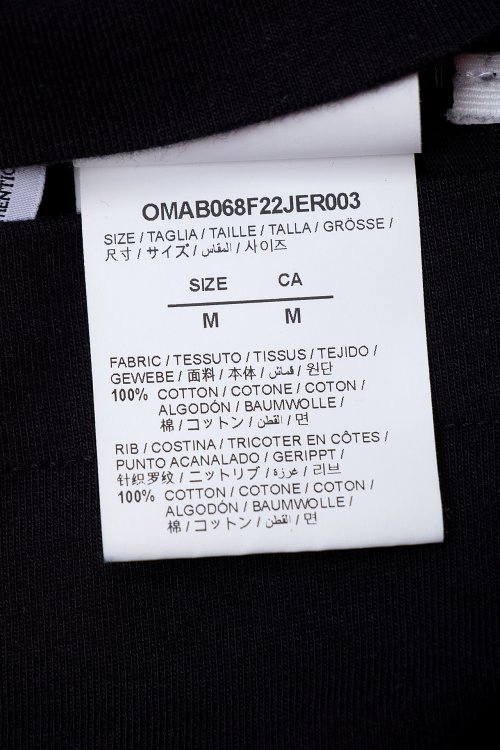 HENTIC
OMAB068F22JER003
SIZE / TAGLIA / TAILLE / TALLA / GRÖSSE /
尺寸 / サイズ / المقاس / 사이즈
SIZE CA
M M
FABRIC / TESSUTO / TISSUS / TEJIDO /
GEWEBE / 面料 / 本体 / قماش / 원단
100% COTTON / COTONE / COTON /
ALGODÓN / BAUMWOLLE /
棉 / コットン / القطن / 면
RIB / COSTINA / TRICOTER EN CÔTES /
PUNTO ACANALADO / GERIPPT /
针织罗纹 / ニットリブ / غرزة / 리브
100% COTTON / COTONE / COTON /
ALGODÓN / BAUMWOLLE /
棉 / コットン / القطن / 면